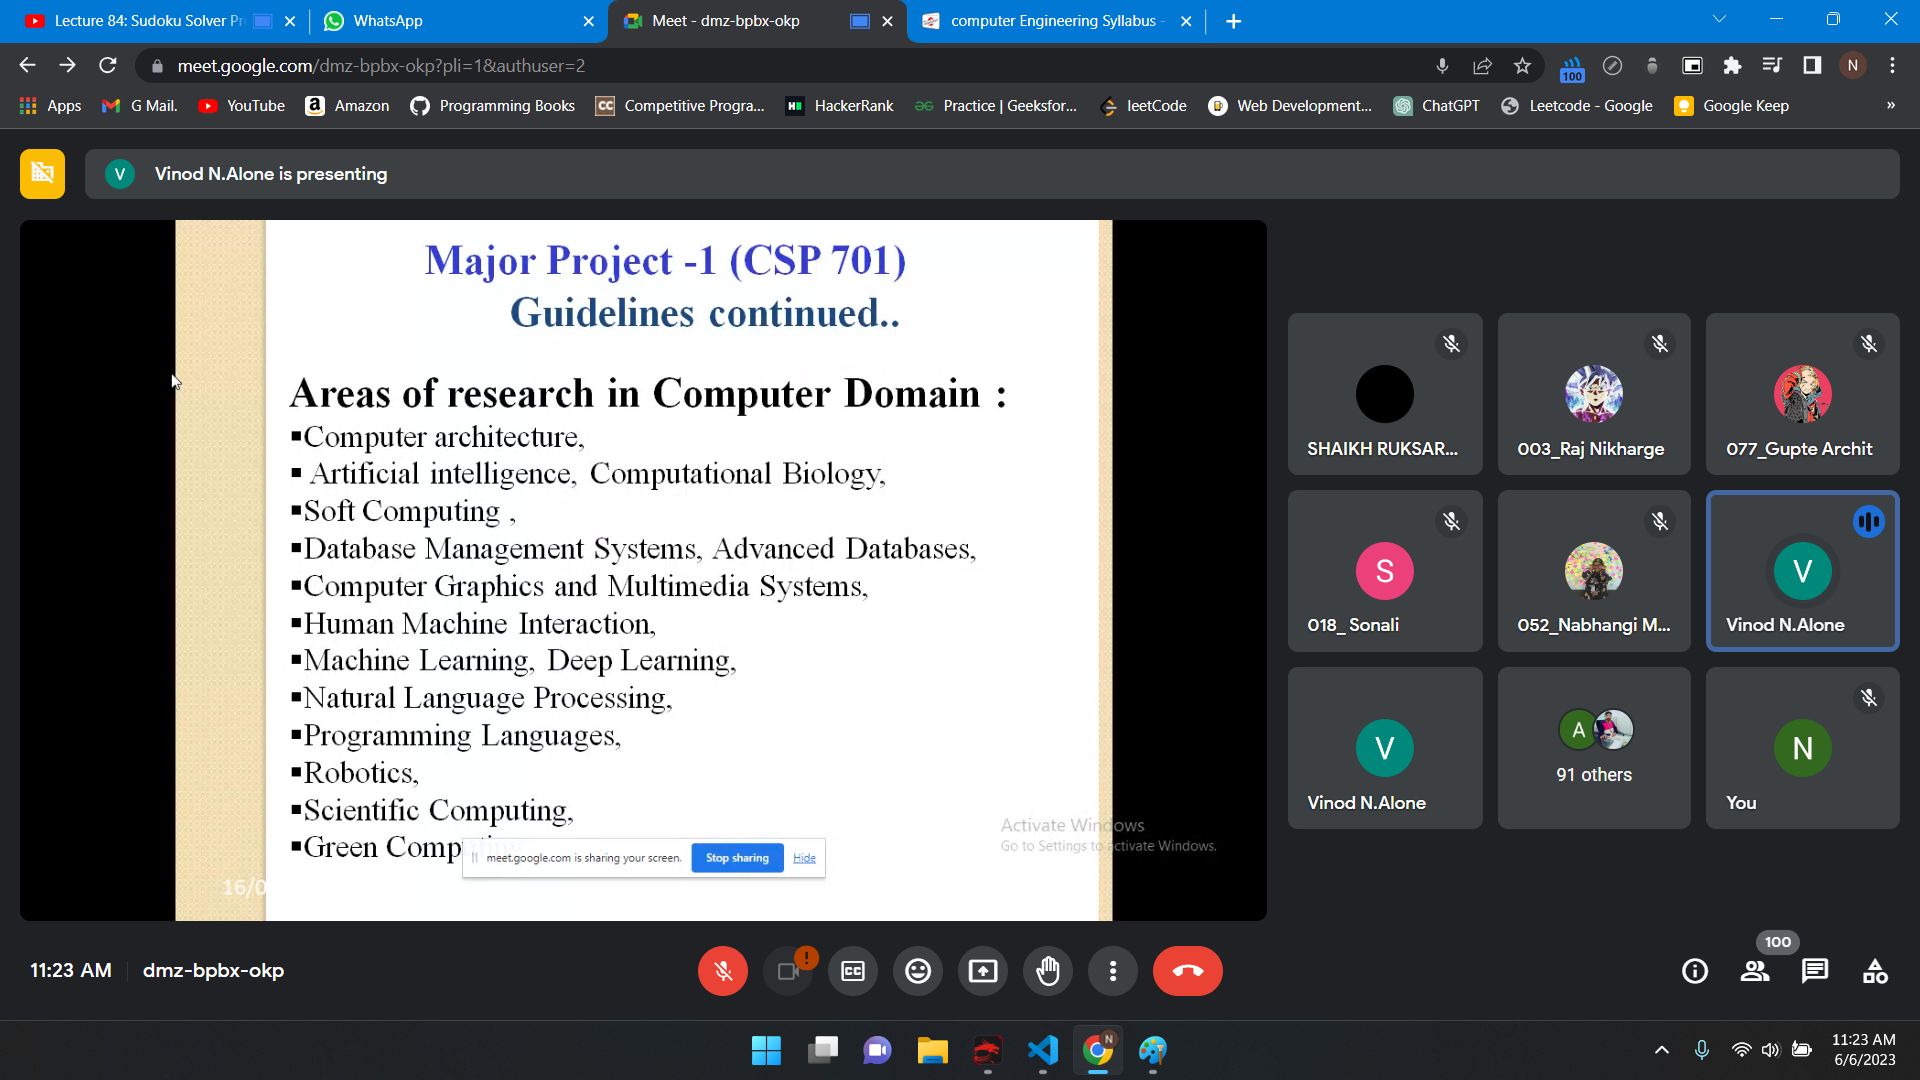 Lecture 84: Sudoku Solver Pr
WhatsApp
Meet - dmz-bpbx-okp
computer Engineering Syllabus -
meet.google.com/dmz-bpbx-okp?pli=1&authuser=2
100
N
Apps
G Mail.
YouTube
Amazon
Programming Books
Competitive Progra...
HackerRank
Practice | Geeksfor...
leetCode
Web Development...
ChatGPT
Leetcode - Google
Google Keep
»
V
Vinod N.Alone is presenting
Major Project -1 (CSP 701)
Guidelines continued..
Areas of research in Computer Domain :
▪Computer architecture,
▪ Artificial intelligence, Computational Biology,
▪Soft Computing ,
▪Database Management Systems, Advanced Databases,
▪Computer Graphics and Multimedia Systems,
▪Human Machine Interaction,
▪Machine Learning, Deep Learning,
▪Natural Language Processing,
▪Programming Languages,
▪Robotics,
▪Scientific Computing,
▪Green Comp
meet.google.com is sharing your screen.
Stop sharing
Hide
16/0
Activate Windows
Go to Settings to activate Windows.
SHAIKH RUKSAR...
003_Raj Nikharge
077_Gupte Archit
S
018_ Sonali
052_Nabhangi M...
V
Vinod N.Alone
V
Vinod N.Alone
A
91 others
N
You
11:23 AM
dmz-bpbx-okp
100
11:23 AM
6/6/2023